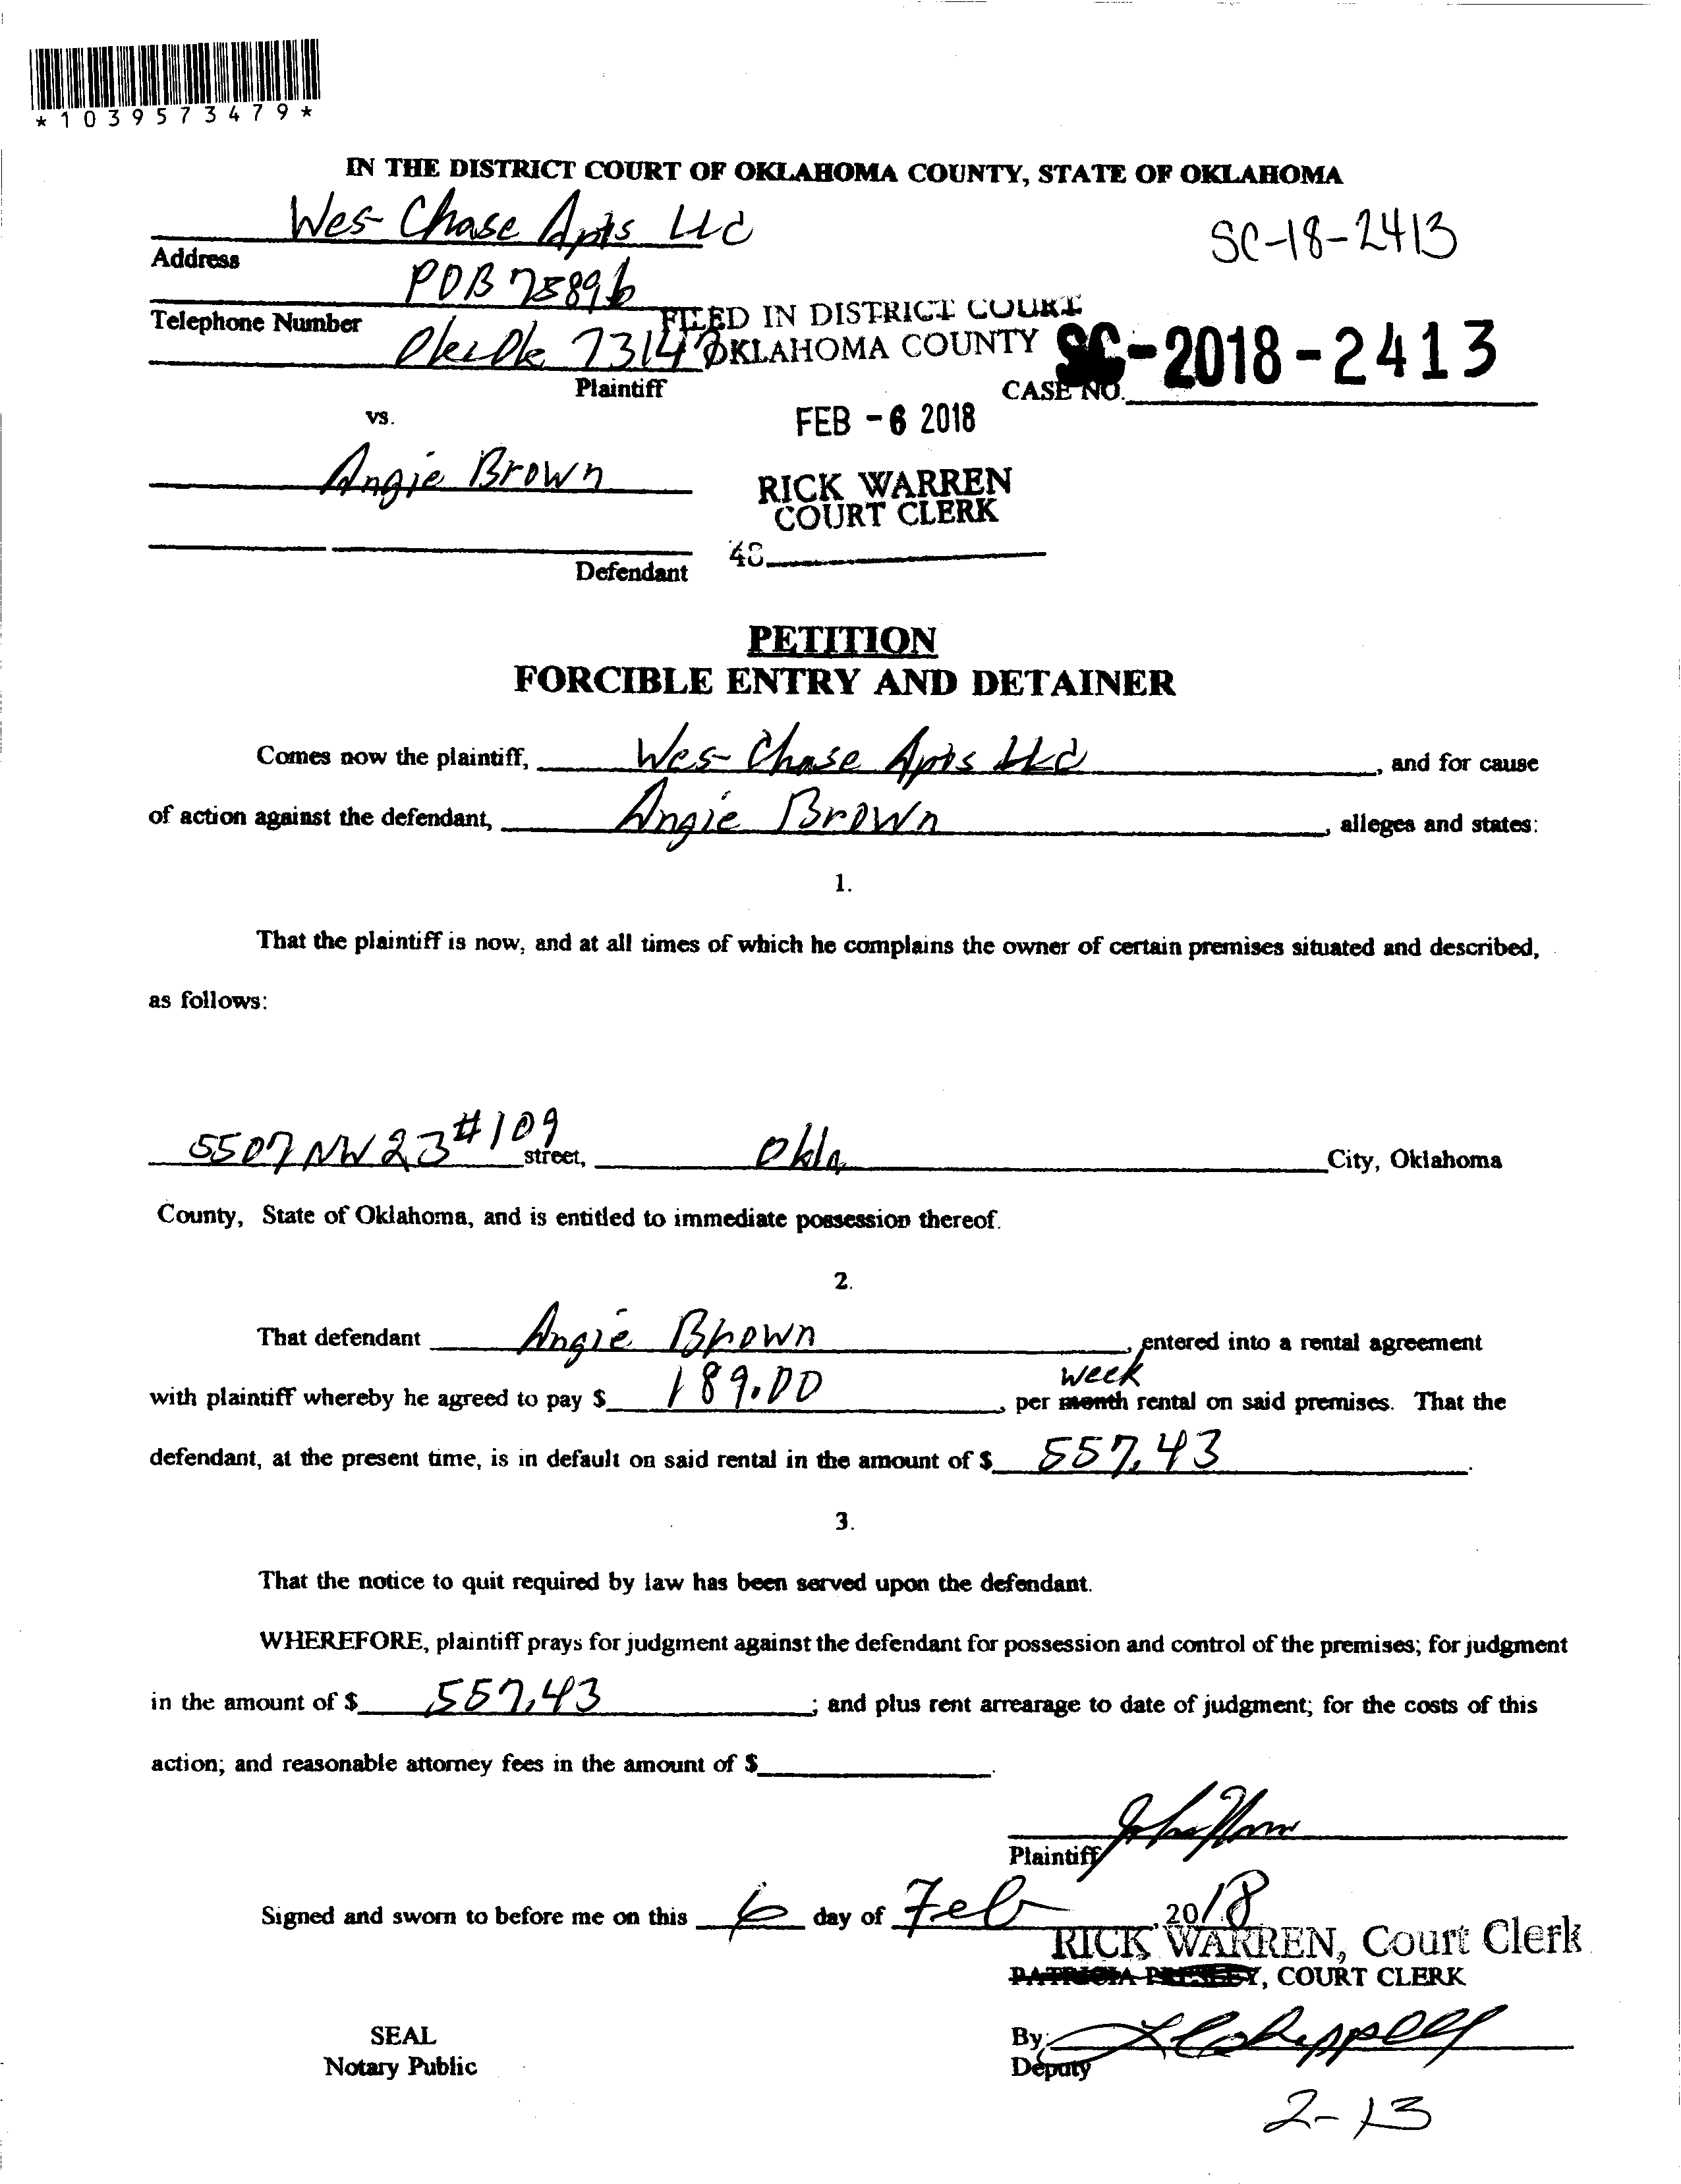 *1039573479*
IN THE DISTRICT COURT OF OKLAHOMA COUNTY, STATE OF OKLAHOMA
Wes-Chase Apts LLC
SC-18-2413
Address
POB 75896
Telephone Number
FILED IN DISTRICT COURT
OKLAHOMA COUNTY
73147
SC-2018-2413
Plaintiff
CASE NO.
vs.
FEB -6 2018
Angie Brown
RICK WARREN
COURT CLERK
Defendant
PETITION
FORCIBLE ENTRY AND DETAINER
Comes now the plaintiff, Wes-Chase Apts , and for cause
of action against the defendant, Angie Brown , alleges and states:
1.
That the plaintiff is now, and at all times of which he complains the owner of certain premises situated and described,
as follows:
5507 NW 23 #109 street, Okla City, Oklahoma
County, State of Oklahoma, and is entitled to immediate possession thereof.
2.
That defendant Angie Brown , entered into a rental agreement
week
with plaintiff whereby he agreed to pay $ 189.00 , per month rental on said premises. That the
defendant, at the present time, is in default on said rental in the amount of $ 557.43 .
3.
That the notice to quit required by law has been served upon the defendant.
WHEREFORE, plaintiff prays for judgment against the defendant for possession and control of the premises; for judgment
in the amount of $ 557.43 ; and plus rent arrearage to date of judgment; for the costs of this
action; and reasonable attorney fees in the amount of $ .
Plaintiff
Signed and sworn to before me on this 6 day of Feb , 2018
RICK WARREN, Court Clerk
PATRICIA PRESLEY, COURT CLERK
SEAL
By:
Notary Public
Deputy
2-13